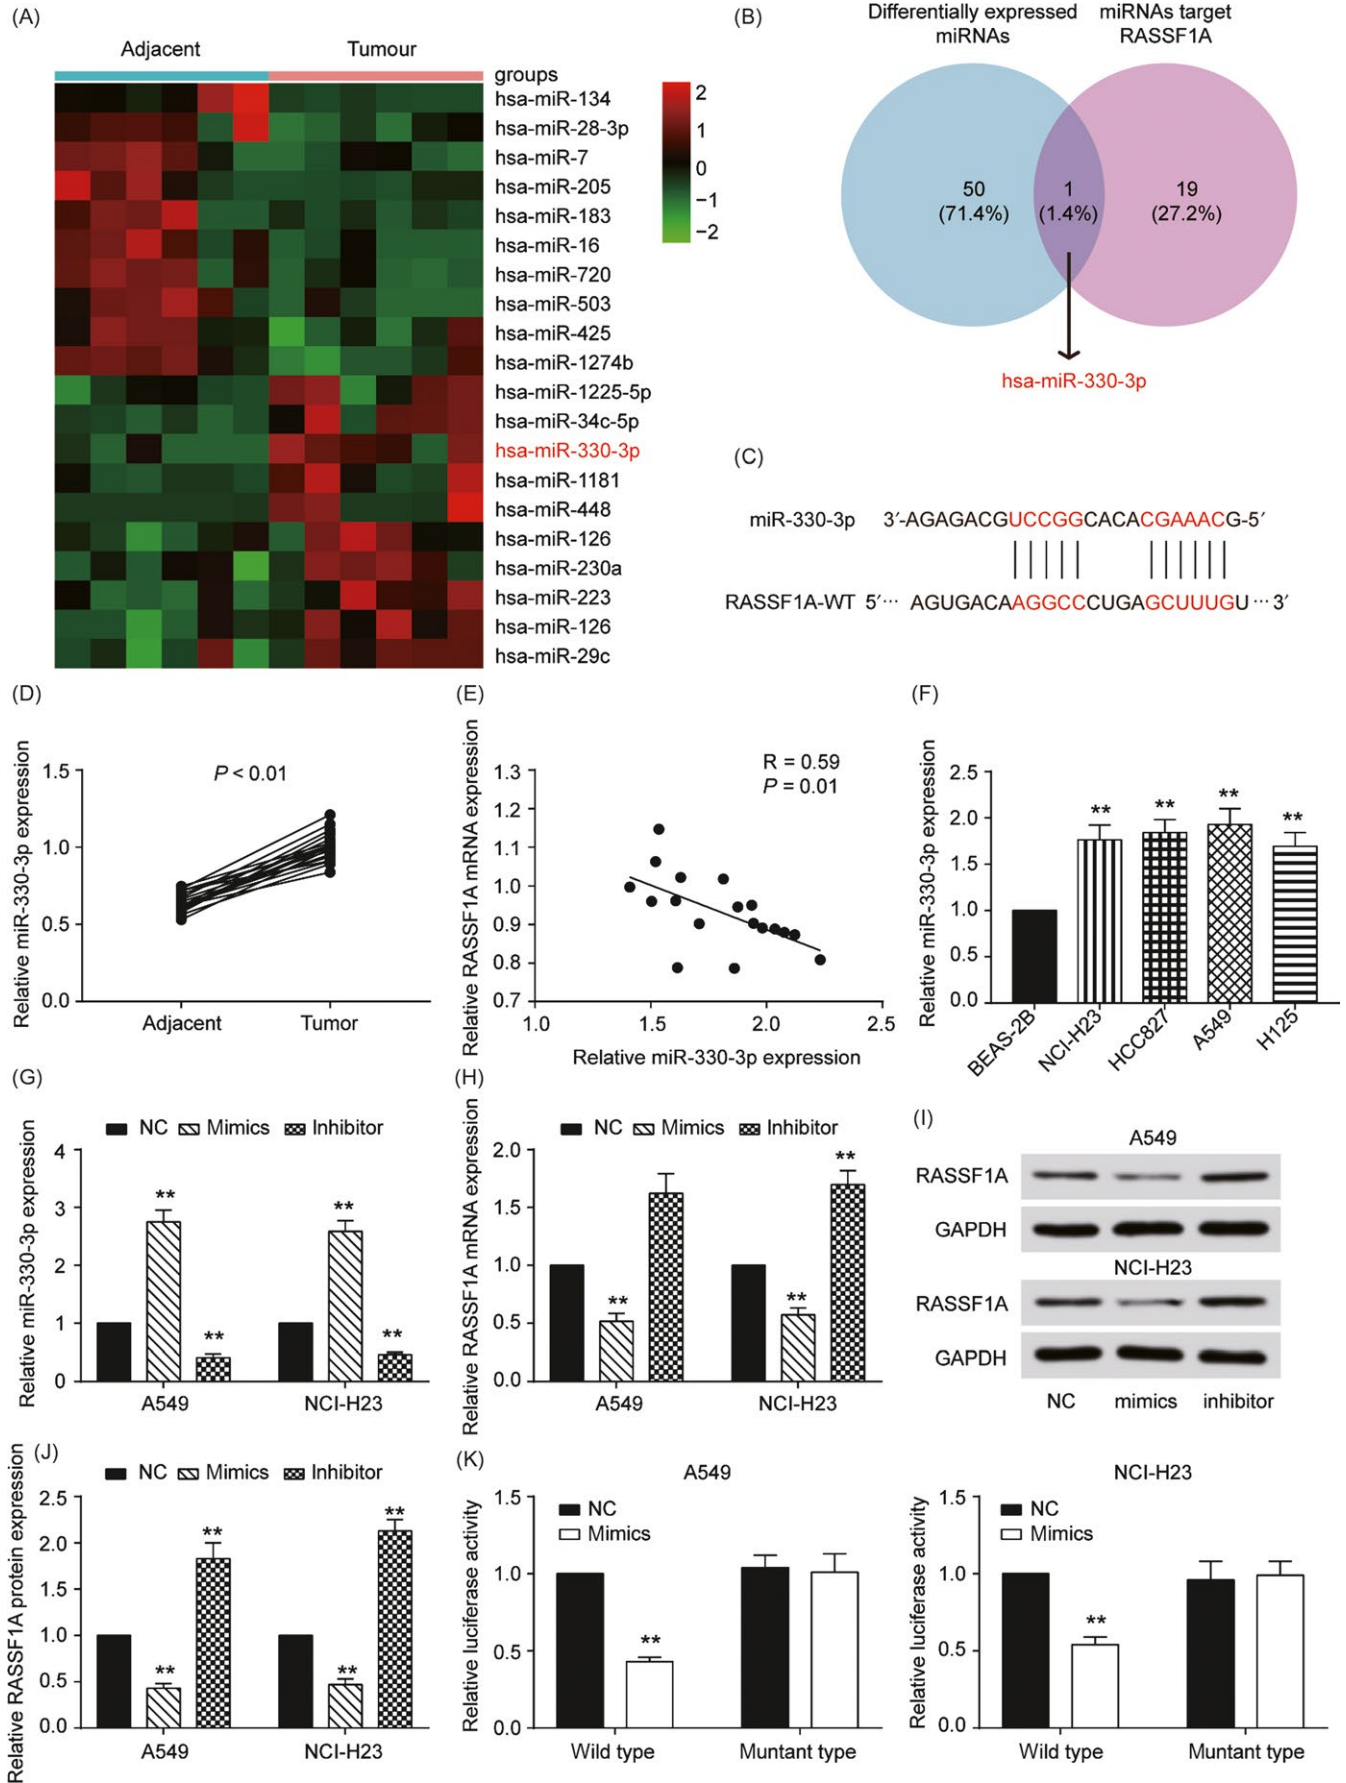 (A)
Adjacent
Tumour
groups
hsa-miR-134
hsa-miR-28-3p
hsa-miR-7
hsa-miR-205
hsa-miR-183
hsa-miR-16
hsa-miR-720
hsa-miR-503
hsa-miR-425
hsa-miR-1274b
hsa-miR-1225-5p
hsa-miR-34c-5p
hsa-miR-330-3p
hsa-miR-1181
hsa-miR-448
hsa-miR-126
hsa-miR-230a
hsa-miR-223
hsa-miR-126
hsa-miR-29c
2
1
0
−1
−2
(B)
Differentially expressed
miRNAs
miRNAs target
RASSF1A
50
(71.4%)
1
(1.4%)
19
(27.2%)
hsa-miR-330-3p
(C)
miR-330-3p 3′-AGAGACGUCCGGCACACGAAACG-5′
RASSF1A-WT 5′··· AGUGACAAGGCCCUGAGCUUUGU ··· 3′
(D)
Relative miR-330-3p expression
P < 0.01
1.5
1.0
0.5
0.0
Adjacent
Tumor
(E)
Relative RASSF1A mRNA expression
R = 0.59
P = 0.01
1.3
1.2
1.1
1.0
0.9
0.8
0.7
1.0
1.5
2.0
2.5
Relative miR-330-3p expression
(F)
Relative miR-330-3p expression
2.5
2.0
1.5
1.0
0.5
0.0
**
**
**
**
BEAS-2B
NCI-H23
HCC827
A549
H125
(G)
NC Mimics Inhibitor
Relative miR-330-3p expression
4
3
2
1
0
**
**
**
**
A549
NCI-H23
(H)
NC Mimics Inhibitor
Relative RASSF1A mRNA expression
2.0
1.5
1.0
0.5
0.0
**
**
**
A549
NCI-H23
(I)
A549
RASSF1A
GAPDH
NCI-H23
RASSF1A
GAPDH
NC mimics inhibitor
(J)
NC Mimics Inhibitor
Relative RASSF1A protein expression
2.5
2.0
1.5
1.0
0.5
0.0
**
**
**
**
A549
NCI-H23
(K)
A549
Relative luciferase activity
NC
Mimics
1.5
1.0
0.5
0.0
**
Wild type
Muntant type
NCI-H23
Relative luciferase activity
NC
Mimics
1.5
1.0
0.5
0.0
**
Wild type
Muntant type